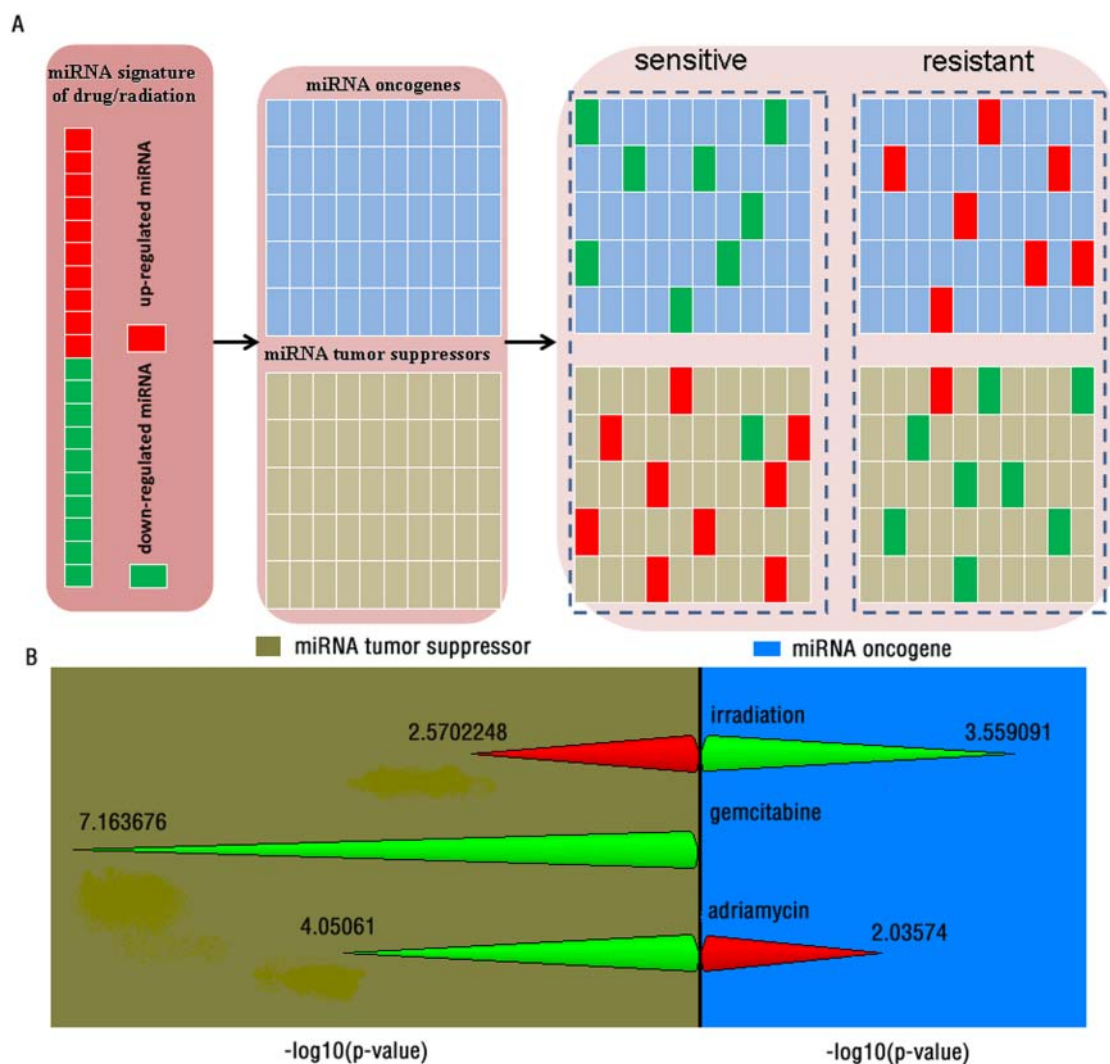 A
miRNA signature
of drug/radiation
up-regulated miRNA
down-regulated miRNA
miRNA oncogenes
miRNA tumor suppressors
sensitive
resistant
miRNA tumor suppressor
miRNA oncogene
B
irradiation
2.5702248
3.559091
gemcitabine
7.163676
adriamycin
4.05061
2.03574
-log10(p-value)
-log10(p-value)